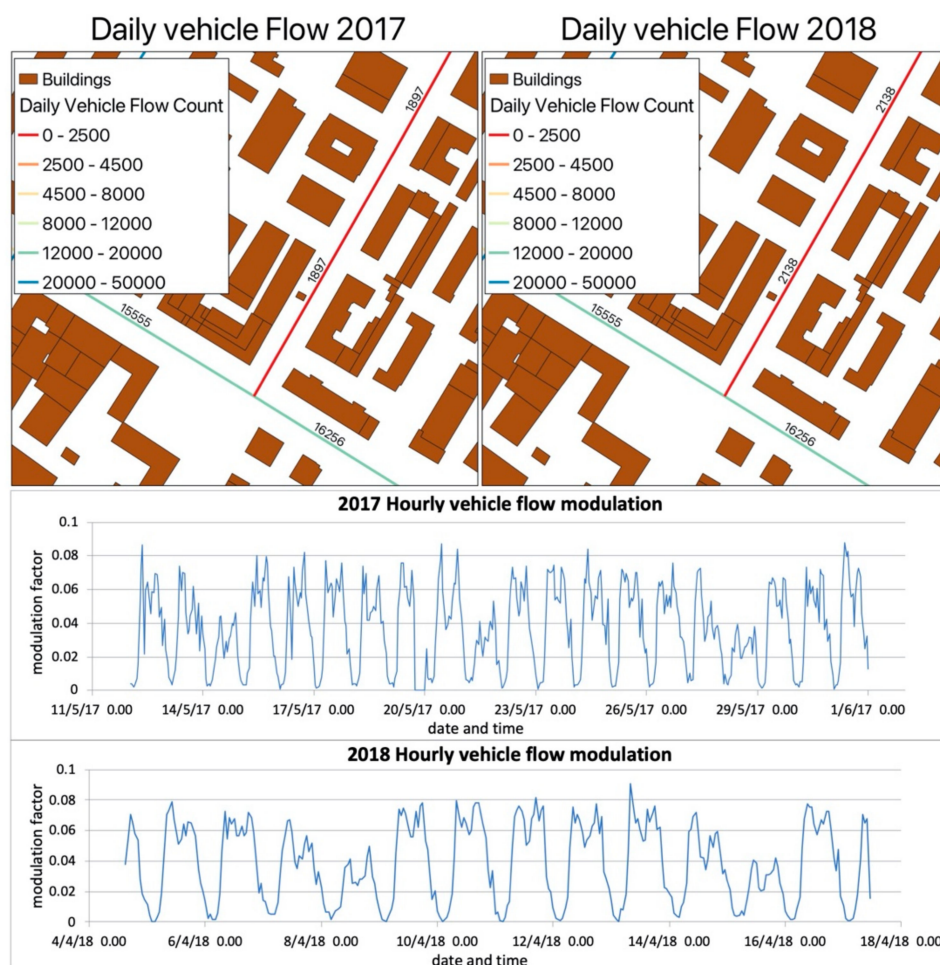 Daily vehicle Flow 2017
Buildings
Daily Vehicle Flow Count
0 - 2500
2500 - 4500
4500 - 8000
8000 - 12000
12000 - 20000
20000 - 50000
1897
1897
15555
16256
Daily vehicle Flow 2018
Buildings
Daily Vehicle Flow Count
0 - 2500
2500 - 4500
4500 - 8000
8000 - 12000
12000 - 20000
20000 - 50000
2138
2138
15555
16256
2017 Hourly vehicle flow modulation
modulation factor
0.1
0.08
0.06
0.04
0.02
0
11/5/17 0.00 14/5/17 0.00 17/5/17 0.00 20/5/17 0.00 23/5/17 0.00 26/5/17 0.00 29/5/17 0.00 1/6/17 0.00
date and time
2018 Hourly vehicle flow modulation
modulation factor
0.1
0.08
0.06
0.04
0.02
0
4/4/18 0.00 6/4/18 0.00 8/4/18 0.00 10/4/18 0.00 12/4/18 0.00 14/4/18 0.00 16/4/18 0.00 18/4/18 0.00
date and time